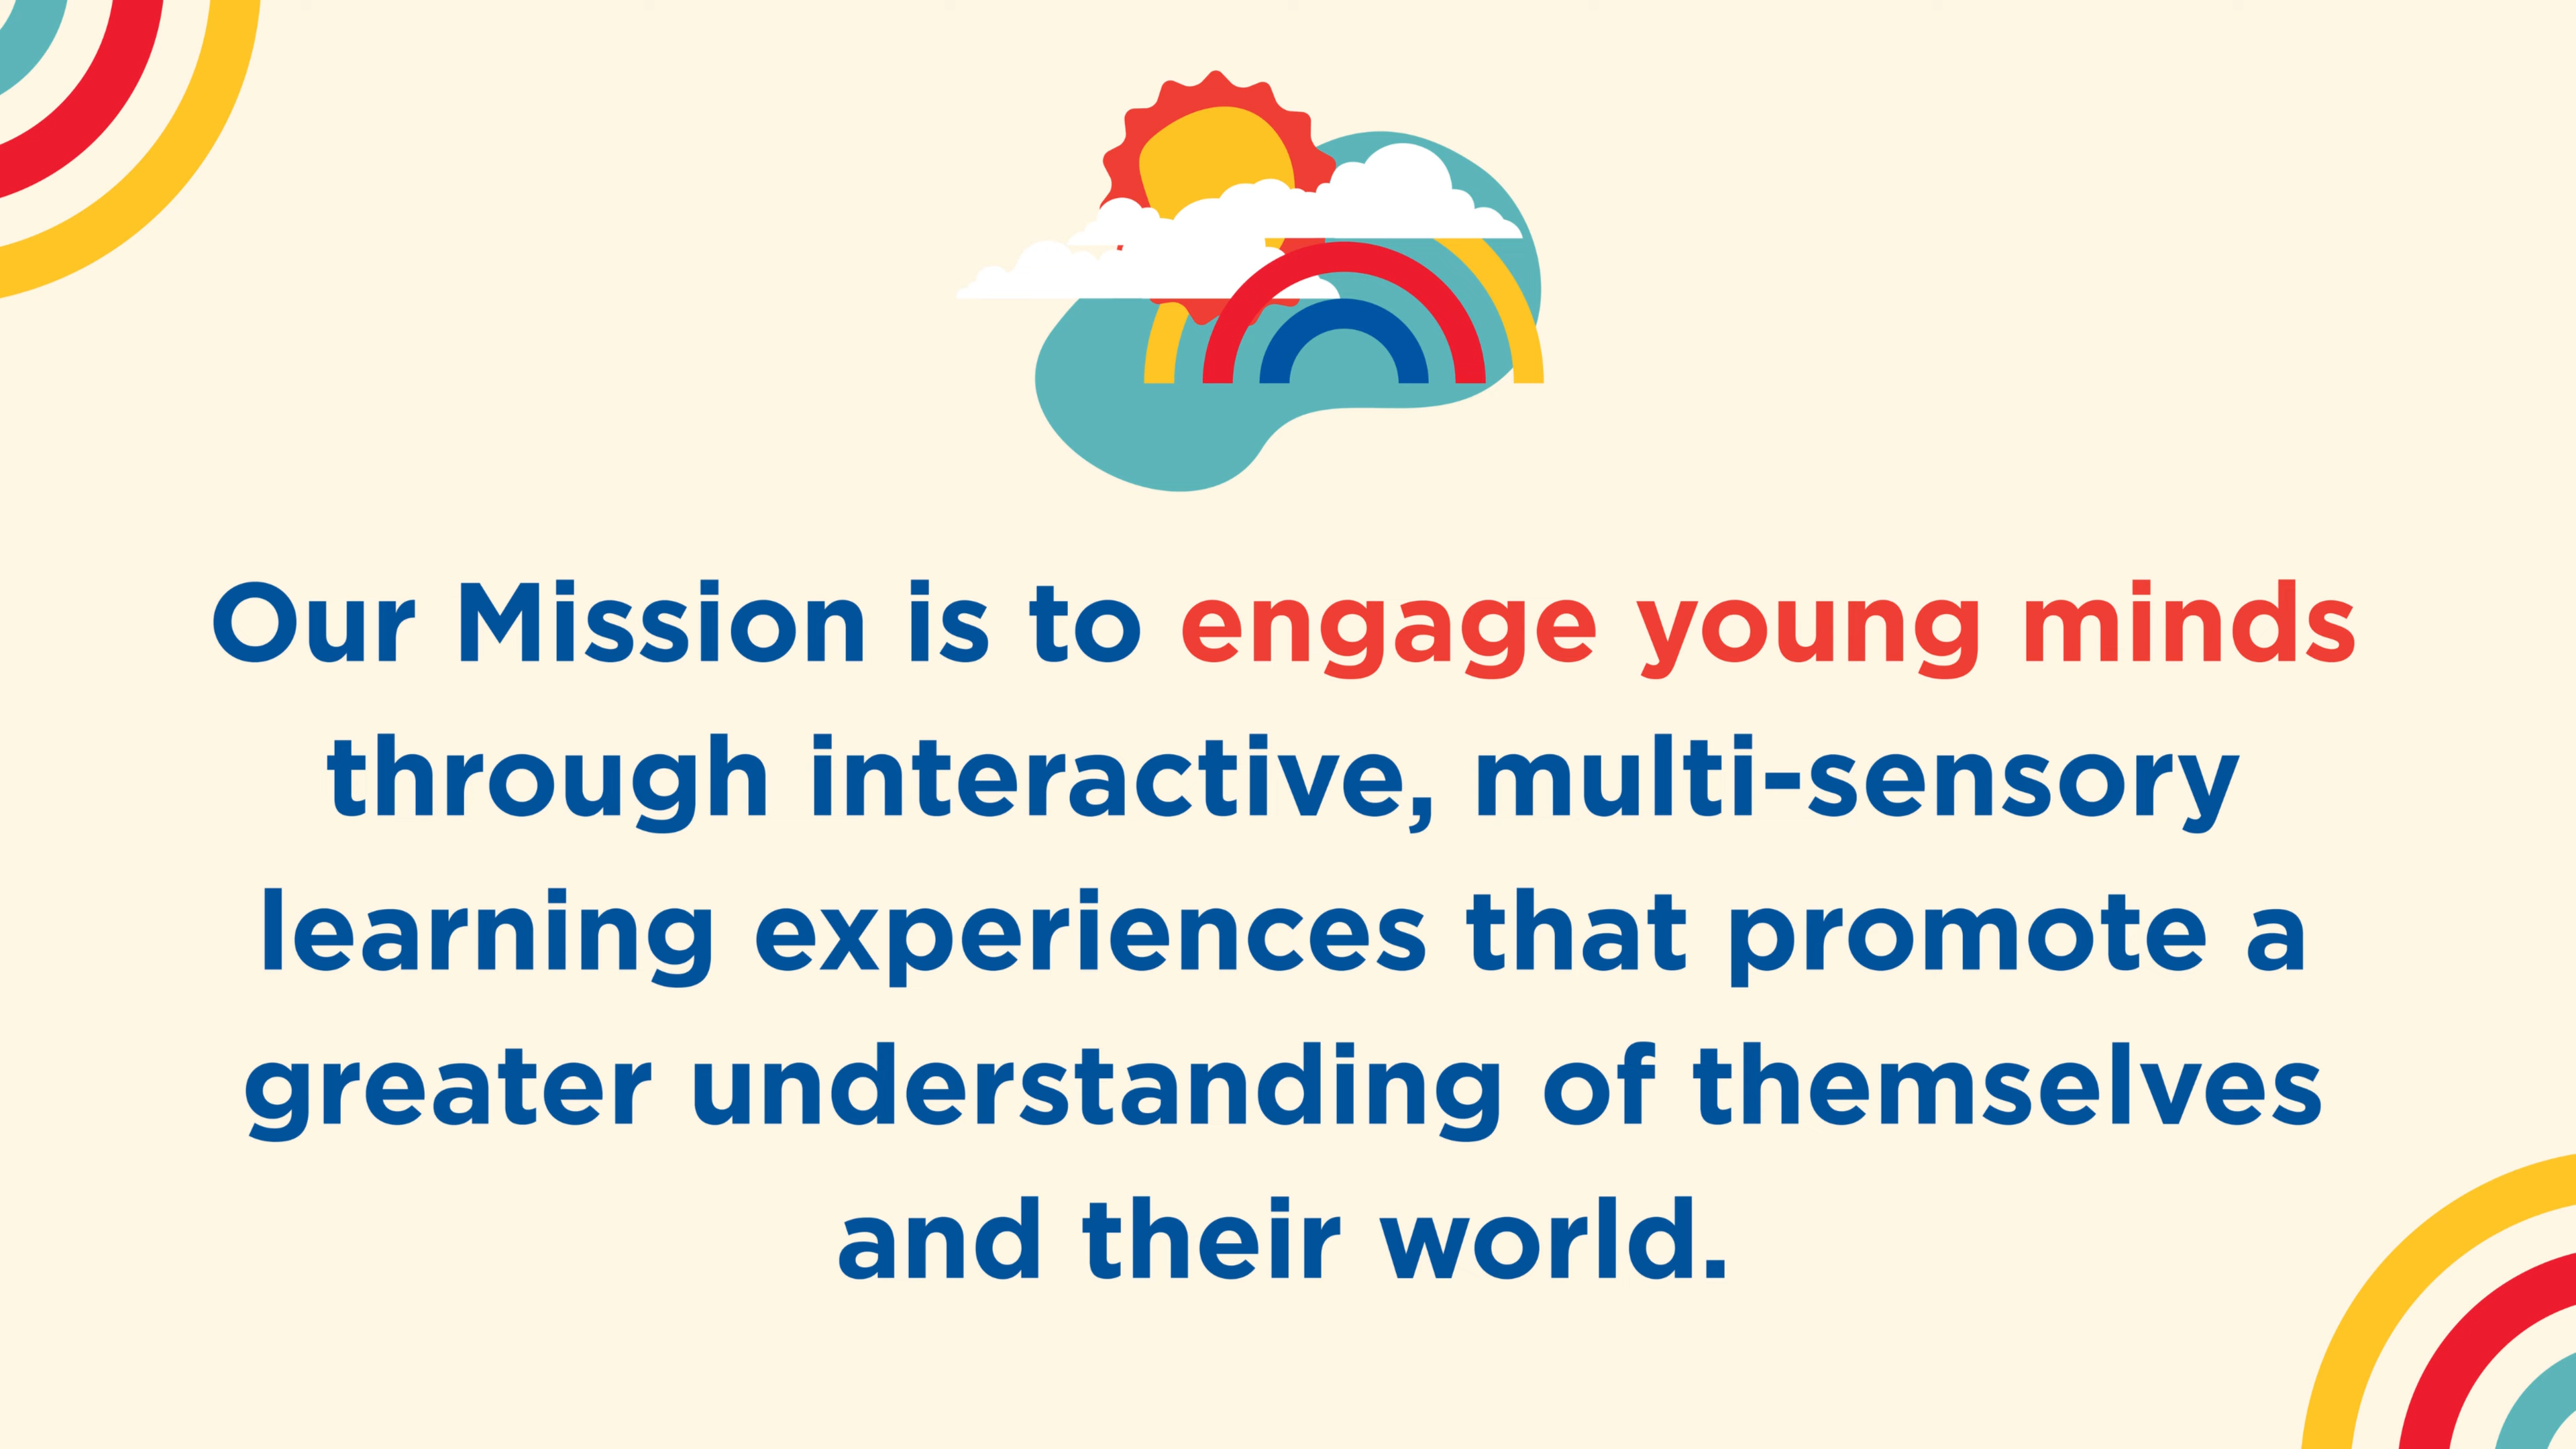 Our Mission is to engage young minds
through interactive, multi-sensory
learning experiences that promote a
greater understanding of themselves
and their world.